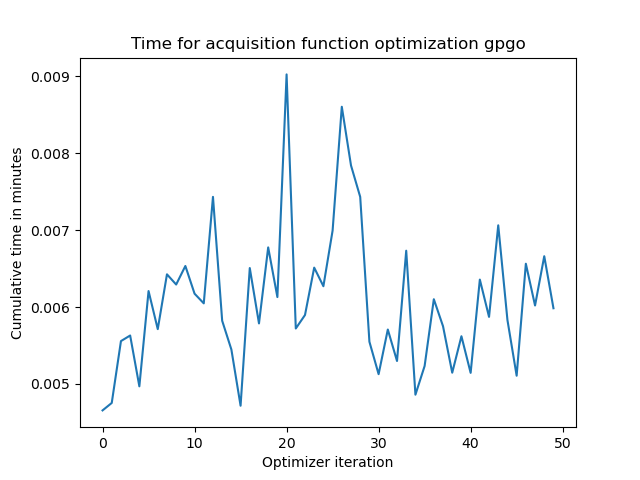 Time for acquisition function optimization gpgo
0.009
0.008
0.007
0.006
0.005
Cumulative time in minutes
0 10 20 30 40 50
Optimizer iteration